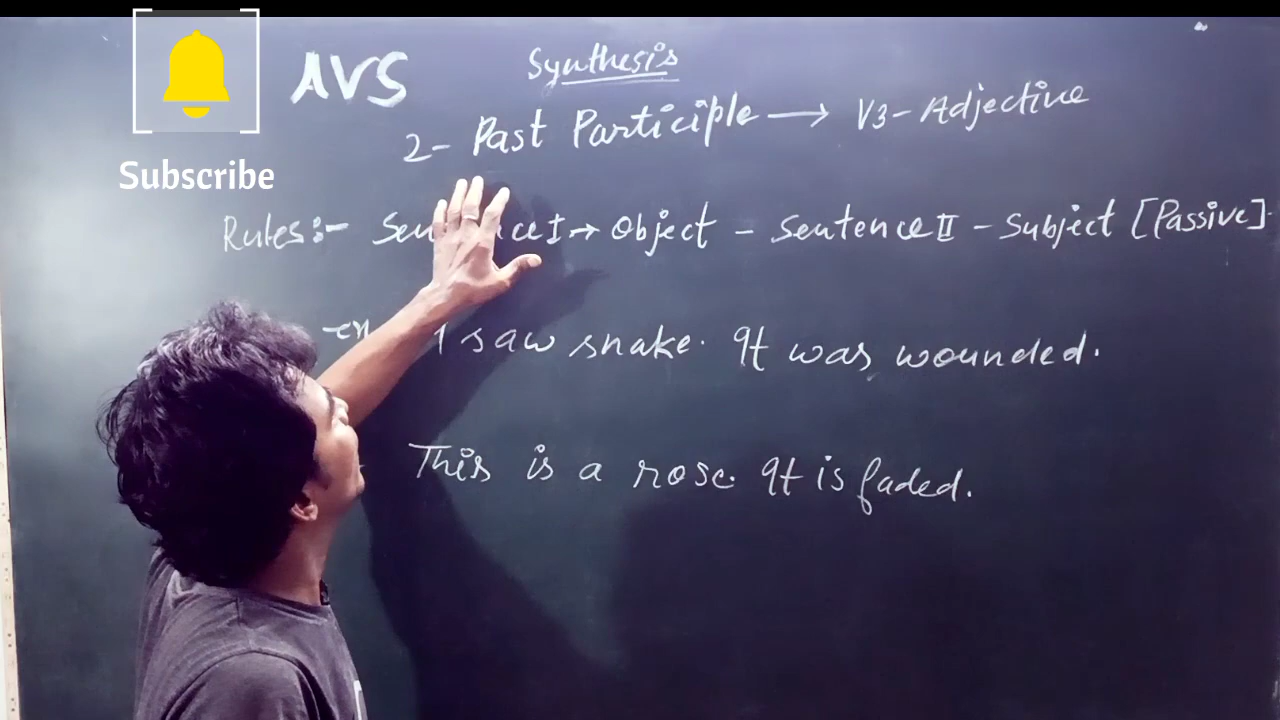 AVS
Synthesis
2- Past Participle → V3-Adjective
Subscribe
Rules:- I→ Object - Sentence II - Subject [Passive]
I saw snake. It was wounded.
This is a rose. It is faded.